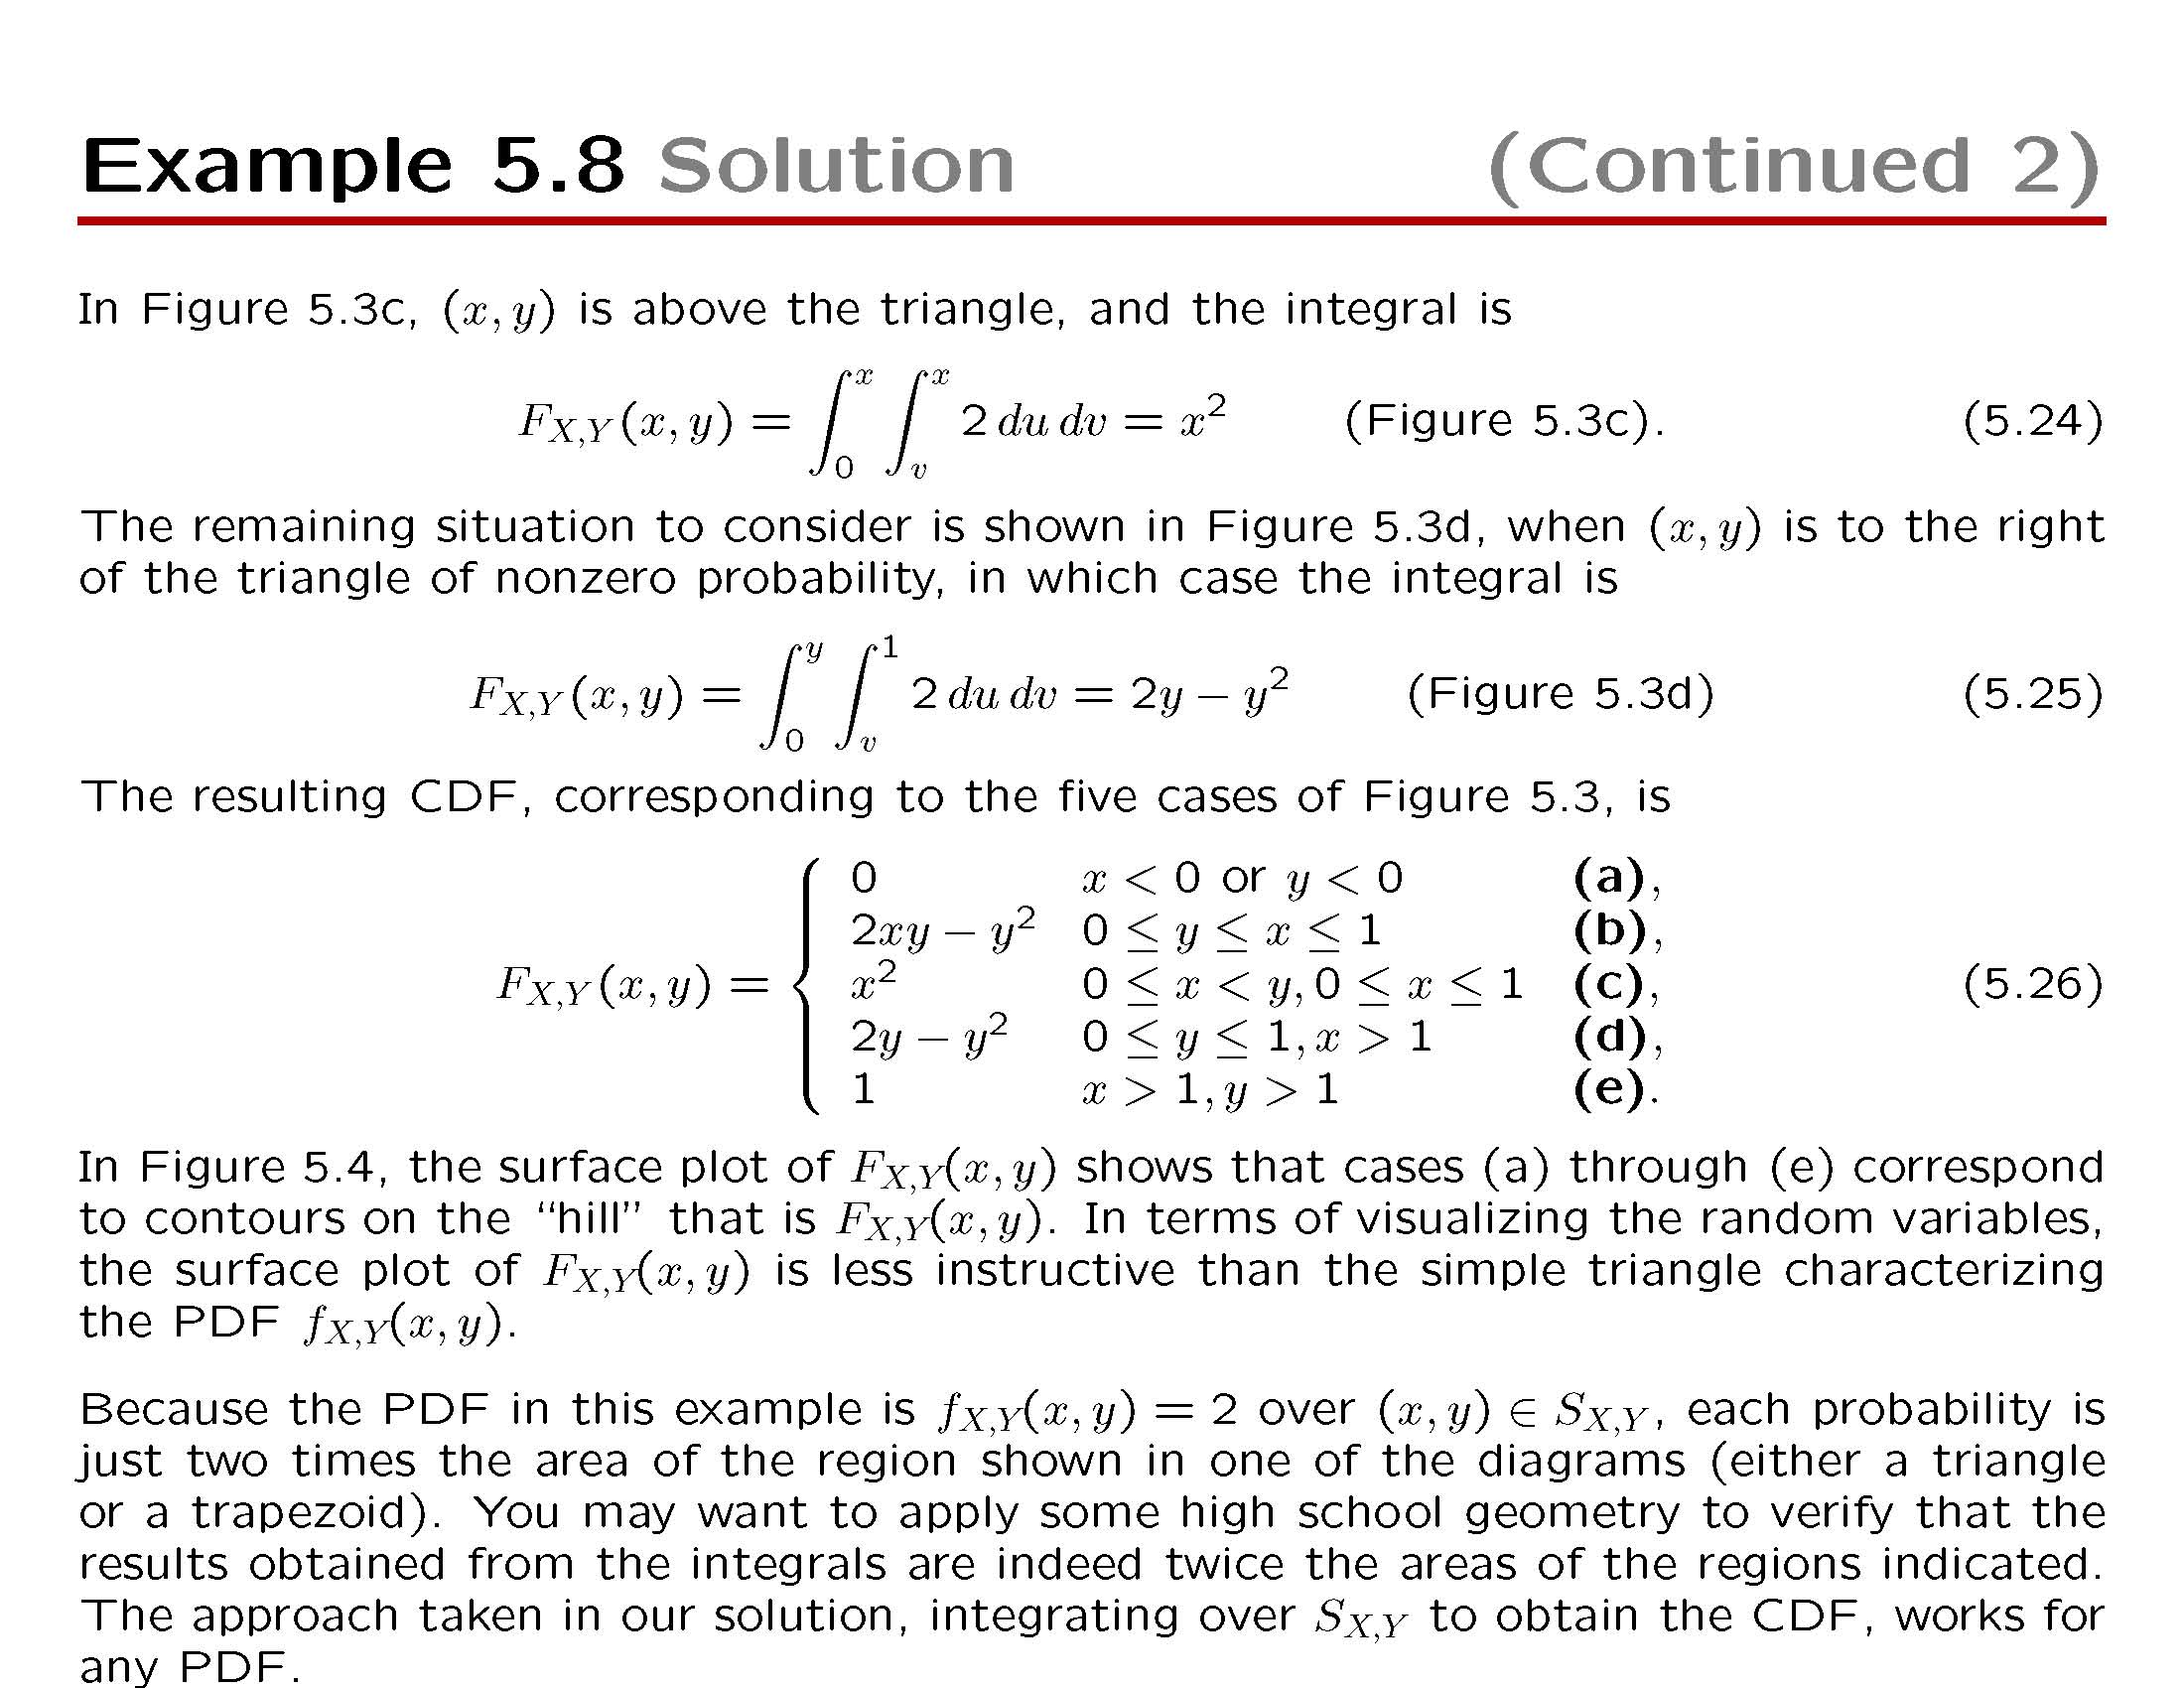 Example 5.8 Solution (Continued 2)
In Figure 5.3c, (x, y) is above the triangle, and the integral is
F_{X,Y}(x, y) = ∫_0^x ∫_v^x 2 du dv = x^2 (Figure 5.3c). (5.24)
The remaining situation to consider is shown in Figure 5.3d, when (x, y) is to the right
of the triangle of nonzero probability, in which case the integral is
F_{X,Y}(x, y) = ∫_0^y ∫_v^1 2 du dv = 2y − y^2 (Figure 5.3d) (5.25)
The resulting CDF, corresponding to the five cases of Figure 5.3, is
F_{X,Y}(x, y) = { 0 x < 0 or y < 0 (a),
2xy − y^2 0 ≤ y ≤ x ≤ 1 (b),
x^2 0 ≤ x < y, 0 ≤ x ≤ 1 (c), (5.26)
2y − y^2 0 ≤ y ≤ 1, x > 1 (d),
1 x > 1, y > 1 (e).
In Figure 5.4, the surface plot of F_{X,Y}(x, y) shows that cases (a) through (e) correspond
to contours on the “hill” that is F_{X,Y}(x, y). In terms of visualizing the random variables,
the surface plot of F_{X,Y}(x, y) is less instructive than the simple triangle characterizing
the PDF f_{X,Y}(x, y).
Because the PDF in this example is f_{X,Y}(x, y) = 2 over (x, y) ∈ S_{X,Y}, each probability is
just two times the area of the region shown in one of the diagrams (either a triangle
or a trapezoid). You may want to apply some high school geometry to verify that the
results obtained from the integrals are indeed twice the areas of the regions indicated.
The approach taken in our solution, integrating over S_{X,Y} to obtain the CDF, works for
any PDF.